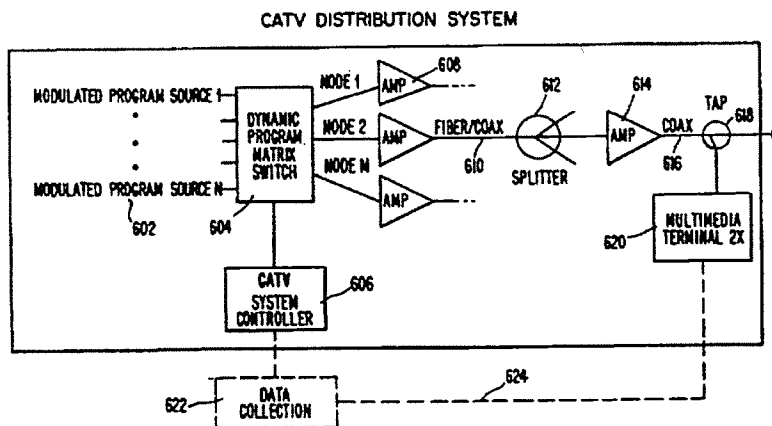 CATV DISTRIBUTION SYSTEM
MODULATED PROGRAM SOURCE 1
MODULATED PROGRAM SOURCE N
602
DYNAMIC
PROGRAM
MATRIX
SWITCH
604
NODE 1
NODE 2
NODE M
AMP
608
AMP
AMP
FIBER/COAX
610
612
SPLITTER
614
AMP
COAX
616
TAP
618
620
MULTIMEDIA
TERMINAL 2X
CATV
SYSTEM
CONTROLLER
606
622
DATA
COLLECTION
624